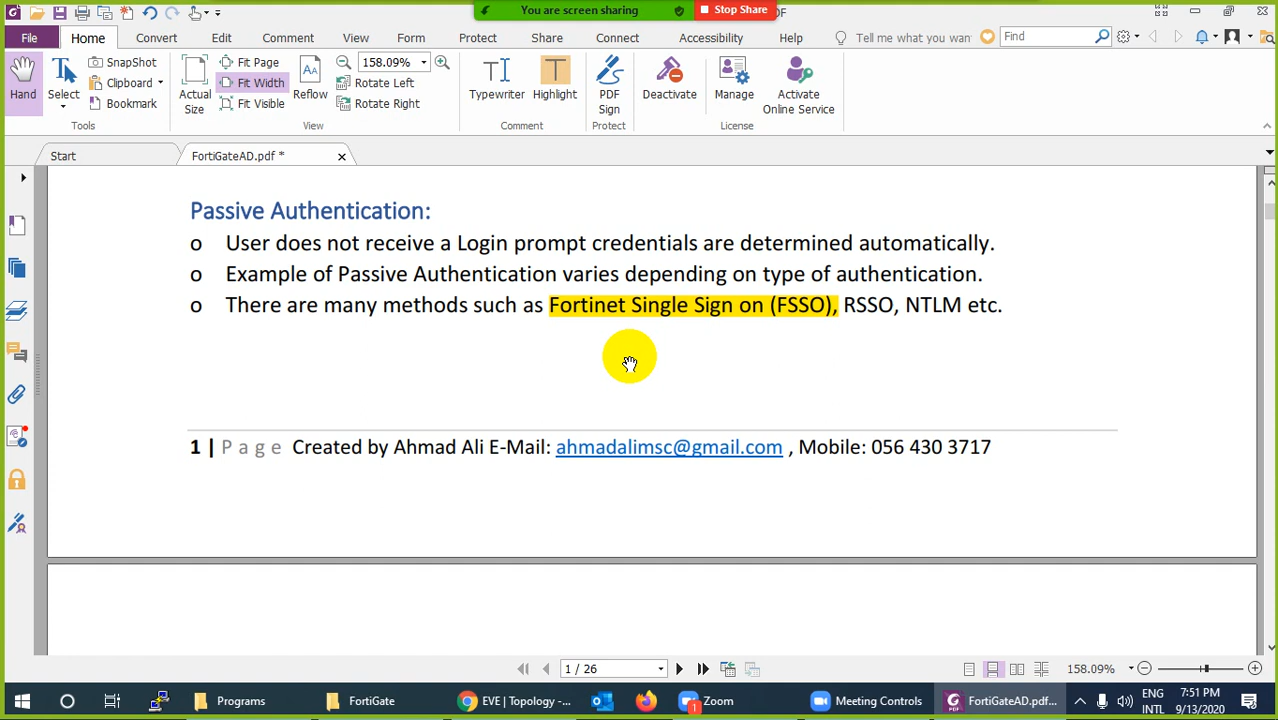 You are screen sharing
Stop Share
DF
File
Home
Convert
Edit
Comment
View
Form
Protect
Share
Connect
Accessibility
Help
Tell me what you wan
Find
Hand
Select
SnapShot
Clipboard
Bookmark
Tools
Actual Size
Fit Page
Fit Width
Fit Visible
Reflow
158.09%
Rotate Left
Rotate Right
View
Typewriter
Highlight
Comment
PDF Sign
Protect
Deactivate
Manage
Activate Online Service
License
Start
FortiGateAD.pdf *
Passive Authentication:
o User does not receive a Login prompt credentials are determined automatically.
o Example of Passive Authentication varies depending on type of authentication.
o There are many methods such as Fortinet Single Sign on (FSSO), RSSO, NTLM etc.
1 | P a g e Created by Ahmad Ali E-Mail: ahmadalimsc@gmail.com , Mobile: 056 430 3717
1 / 26
158.09%
Programs
FortiGate
EVE | Topology -...
1
Zoom
Meeting Controls
FortiGateAD.pdf...
ENG
INTL
7:51 PM
9/13/2020